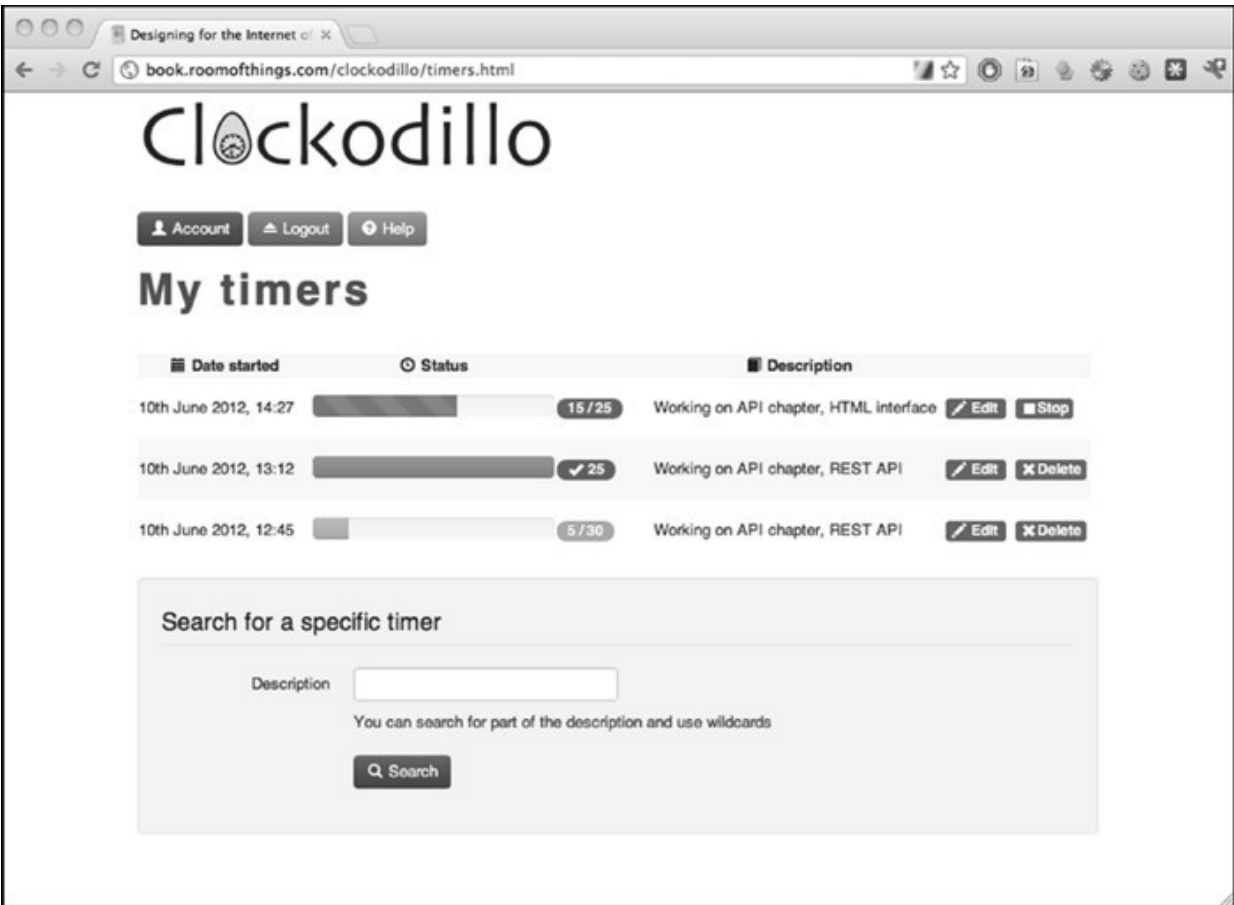 Designing for the Internet of
book.roomofthings.com/clockodillo/timers.html
Clockodillo
Account Logout Help
My timers
Date started Status Description
10th June 2012, 14:27 15/25 Working on API chapter, HTML interface Edit Stop
10th June 2012, 13:12 25 Working on API chapter, REST API Edit Delete
10th June 2012, 12:45 5/30 Working on API chapter, REST API Edit Delete
Search for a specific timer
Description
You can search for part of the description and use wildcards
Search